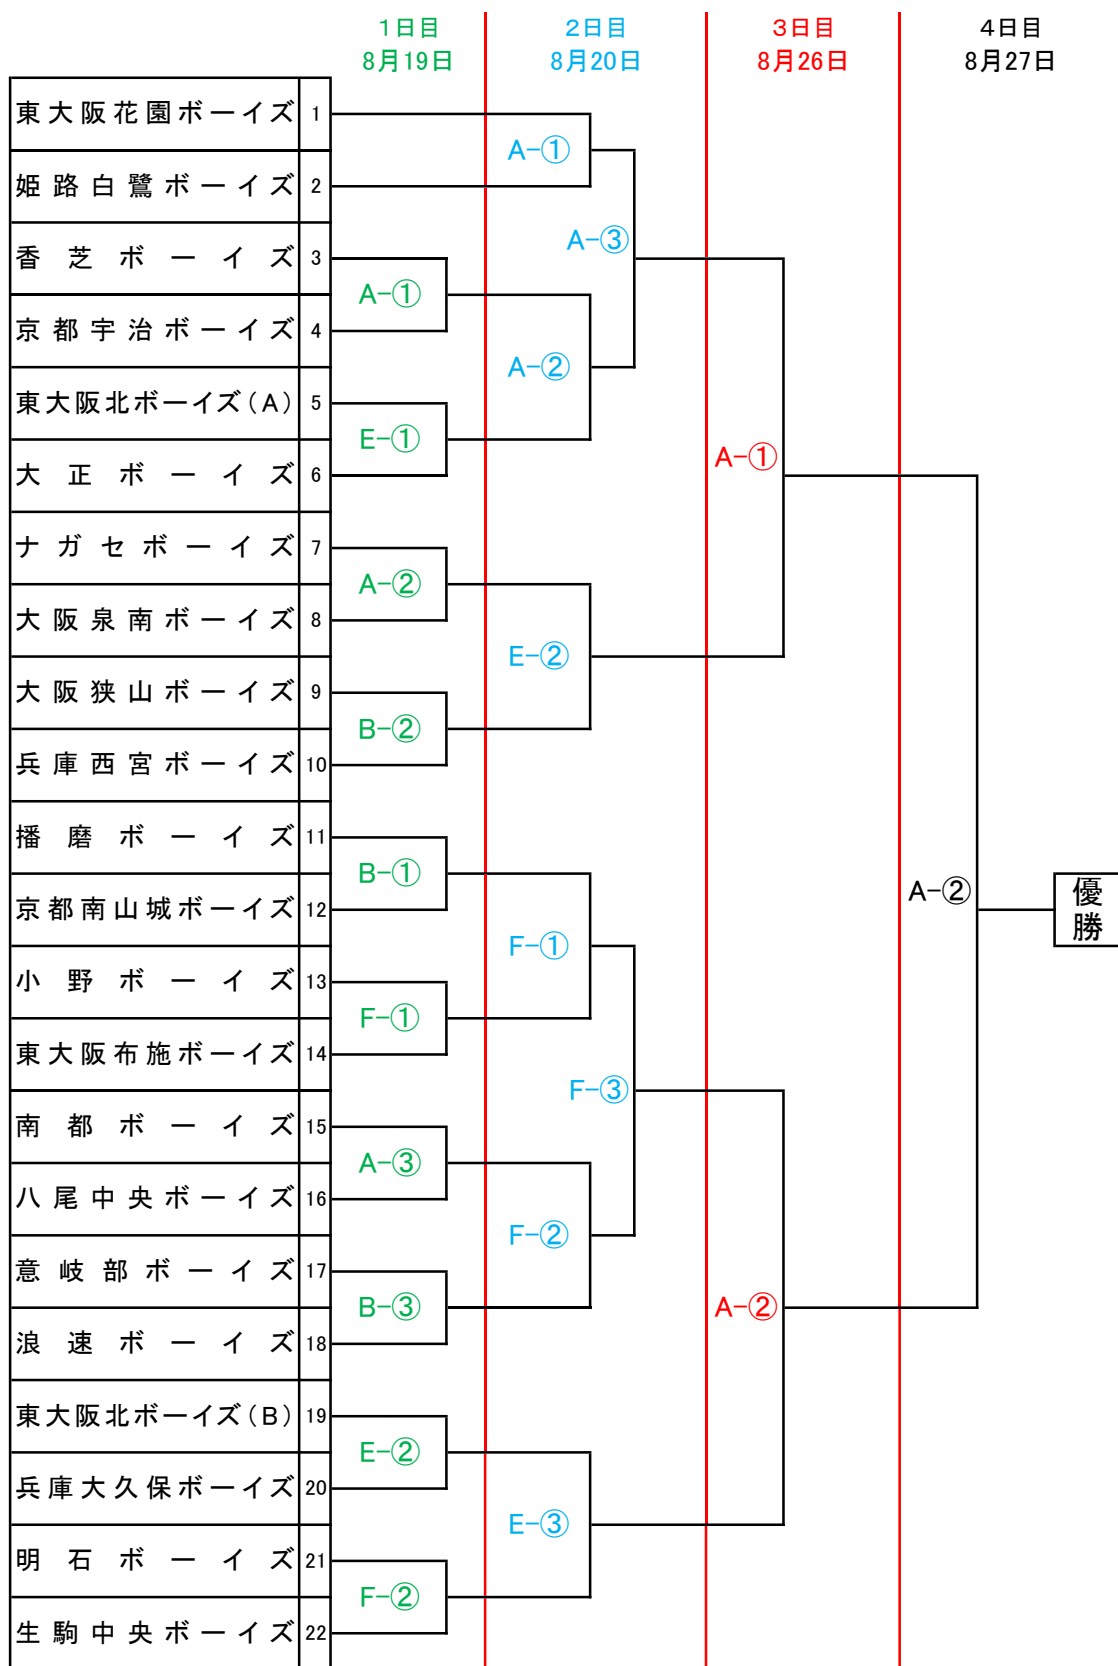 1日目 2日目 3日目 4日目
8月19日 8月20日 8月26日 8月27日
東大阪花園ボーイズ 1
A-①
姫路白鷺ボーイズ 2
A-③
香芝ボーイズ 3
A-①
京都宇治ボーイズ 4
A-②
東大阪北ボーイズ(A) 5
E-①
A-①
大正ボーイズ 6
ナガセボーイズ 7
A-②
大阪泉南ボーイズ 8
E-②
大阪狭山ボーイズ 9
B-②
兵庫西宮ボーイズ 10
播磨ボーイズ 11
B-①
A-②
優
勝
京都南山城ボーイズ 12
F-①
小野ボーイズ 13
F-①
東大阪布施ボーイズ 14
F-③
南都ボーイズ 15
A-③
八尾中央ボーイズ 16
F-②
意岐部ボーイズ 17
B-③
A-②
浪速ボーイズ 18
東大阪北ボーイズ(B) 19
E-②
兵庫大久保ボーイズ 20
E-③
明石ボーイズ 21
F-②
生駒中央ボーイズ 22